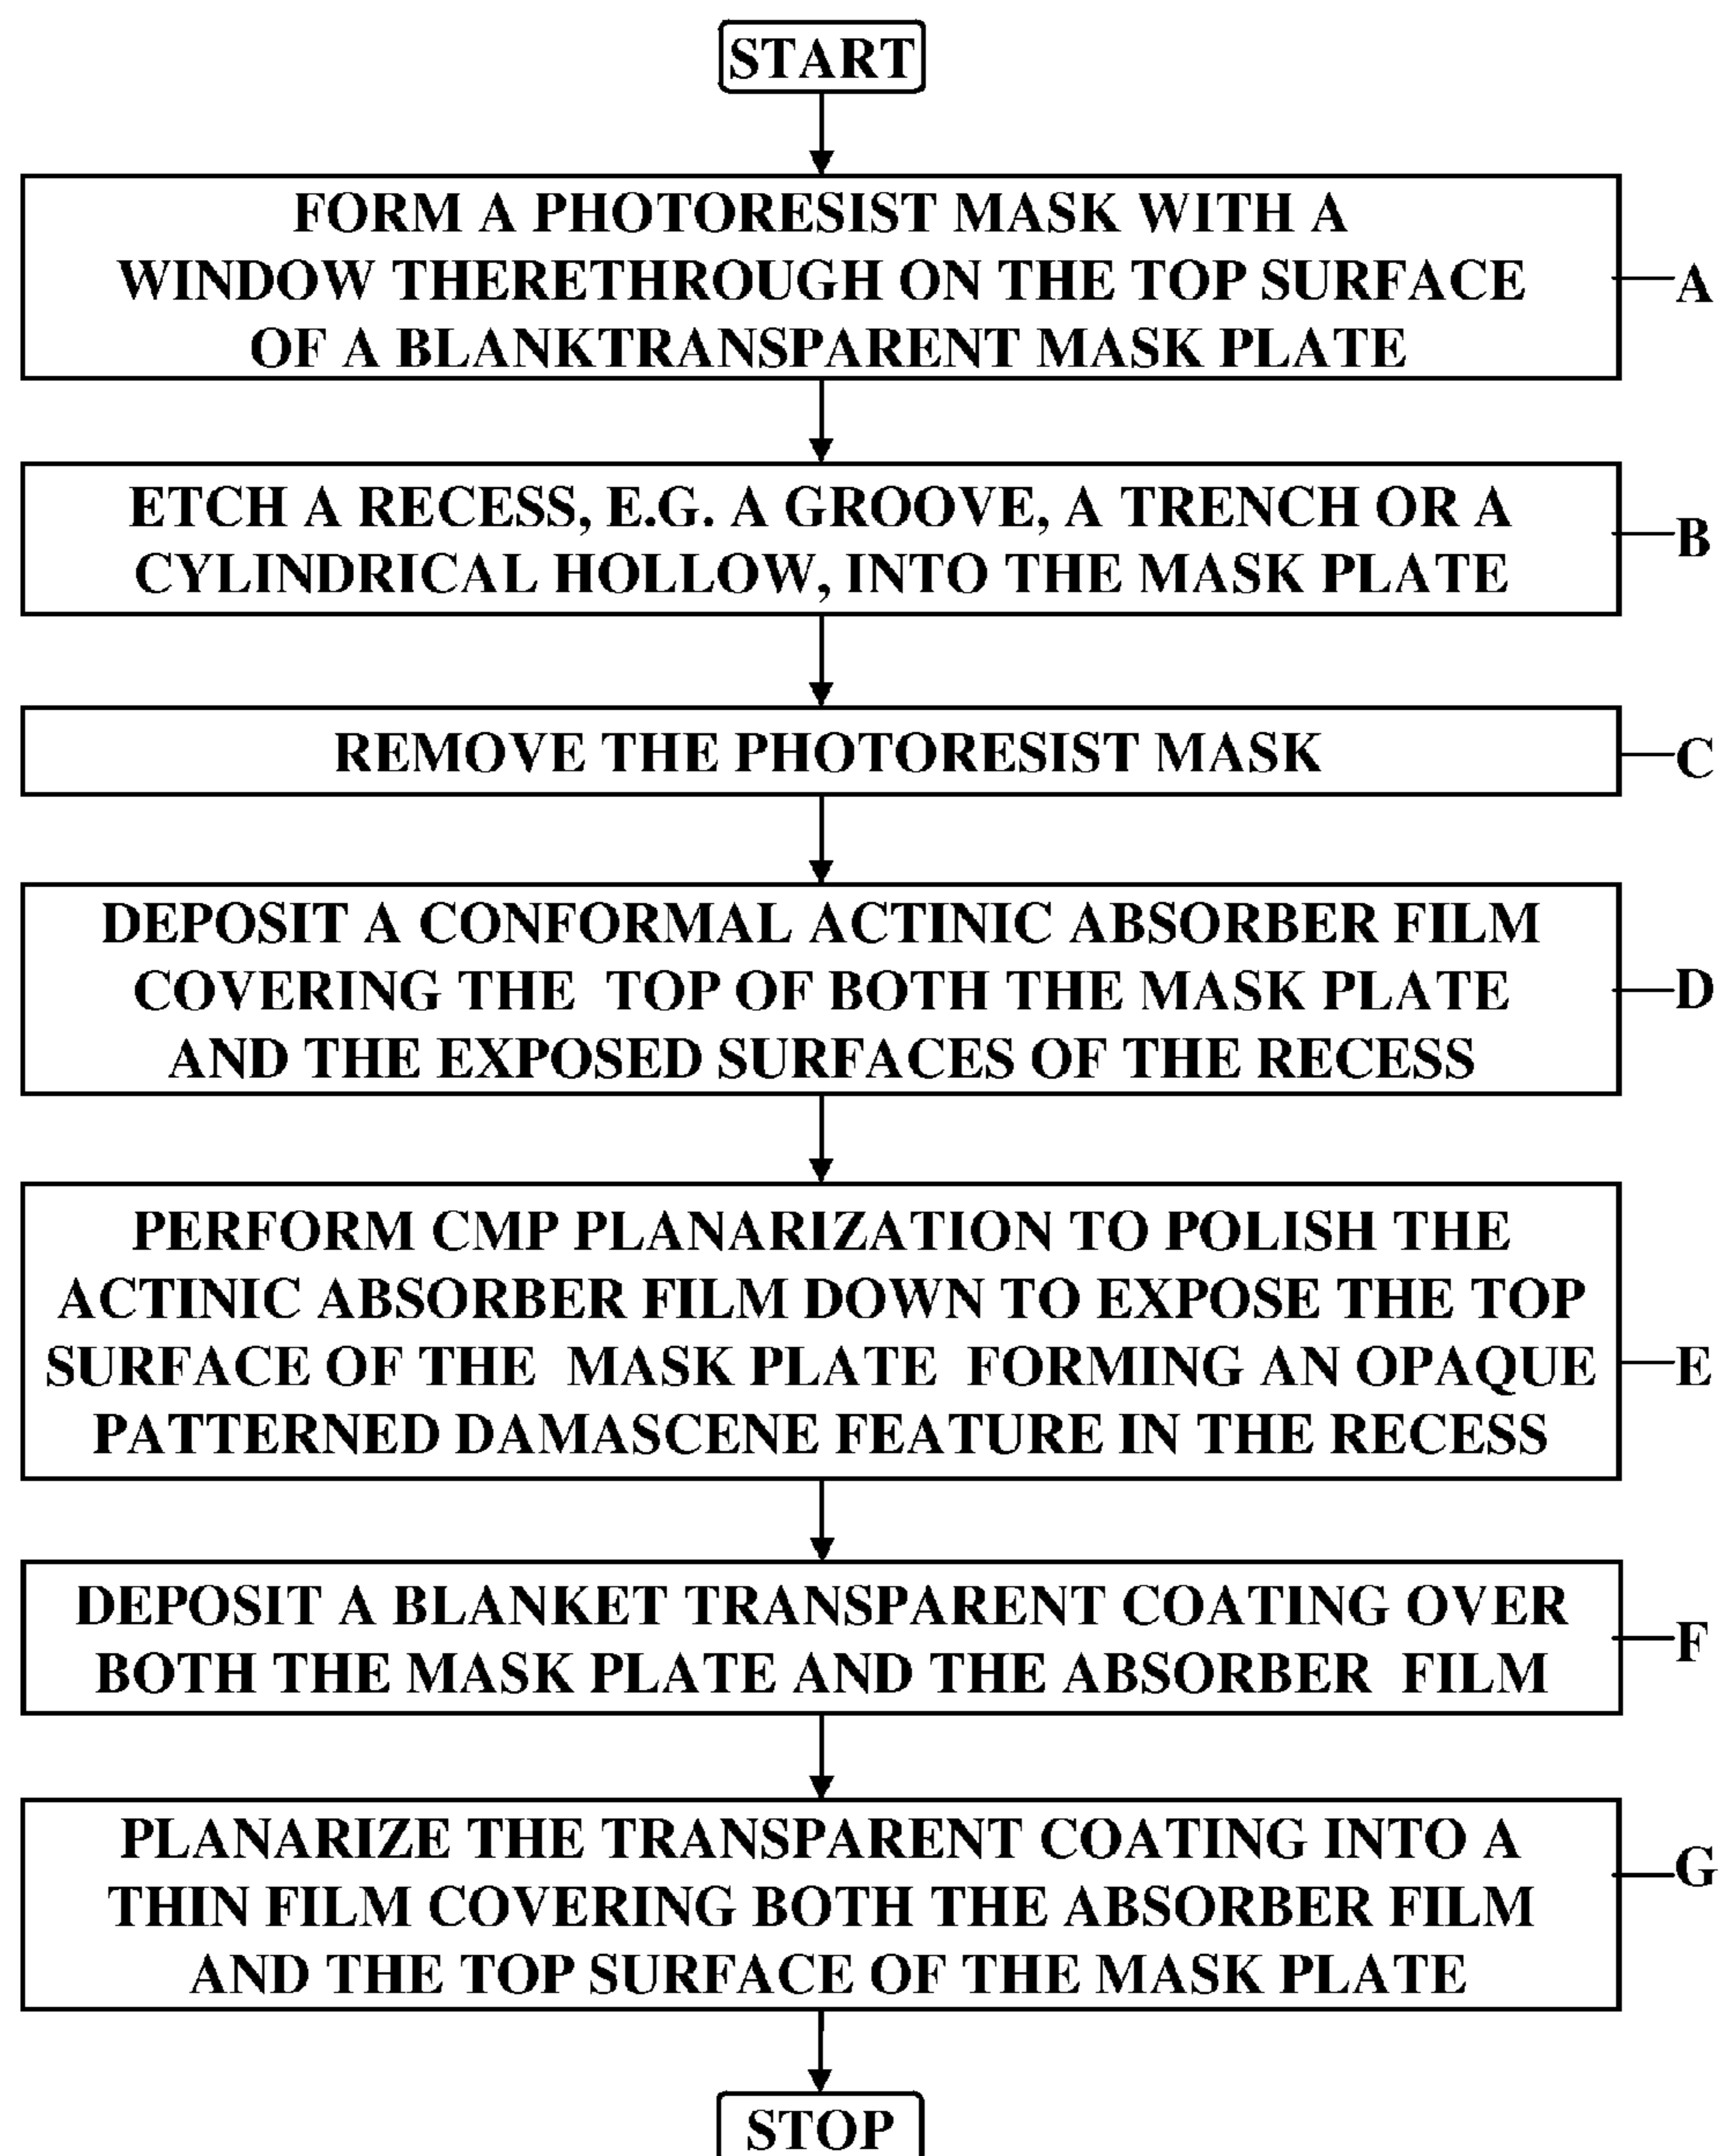 START
FORM A PHOTORESIST MASK WITH A
WINDOW THERETHROUGH ON THE TOP SURFACE
OF A BLANKTRANSPARENT MASK PLATE
A
ETCH A RECESS, E.G. A GROOVE, A TRENCH OR A
CYLINDRICAL HOLLOW, INTO THE MASK PLATE
B
REMOVE THE PHOTORESIST MASK
C
DEPOSIT A CONFORMAL ACTINIC ABSORBER FILM
COVERING THE TOP OF BOTH THE MASK PLATE
AND THE EXPOSED SURFACES OF THE RECESS
D
PERFORM CMP PLANARIZATION TO POLISH THE
ACTINIC ABSORBER FILM DOWN TO EXPOSE THE TOP
SURFACE OF THE MASK PLATE FORMING AN OPAQUE
PATTERNED DAMASCENE FEATURE IN THE RECESS
E
DEPOSIT A BLANKET TRANSPARENT COATING OVER
BOTH THE MASK PLATE AND THE ABSORBER FILM
F
PLANARIZE THE TRANSPARENT COATING INTO A
THIN FILM COVERING BOTH THE ABSORBER FILM
AND THE TOP SURFACE OF THE MASK PLATE
G
STOP